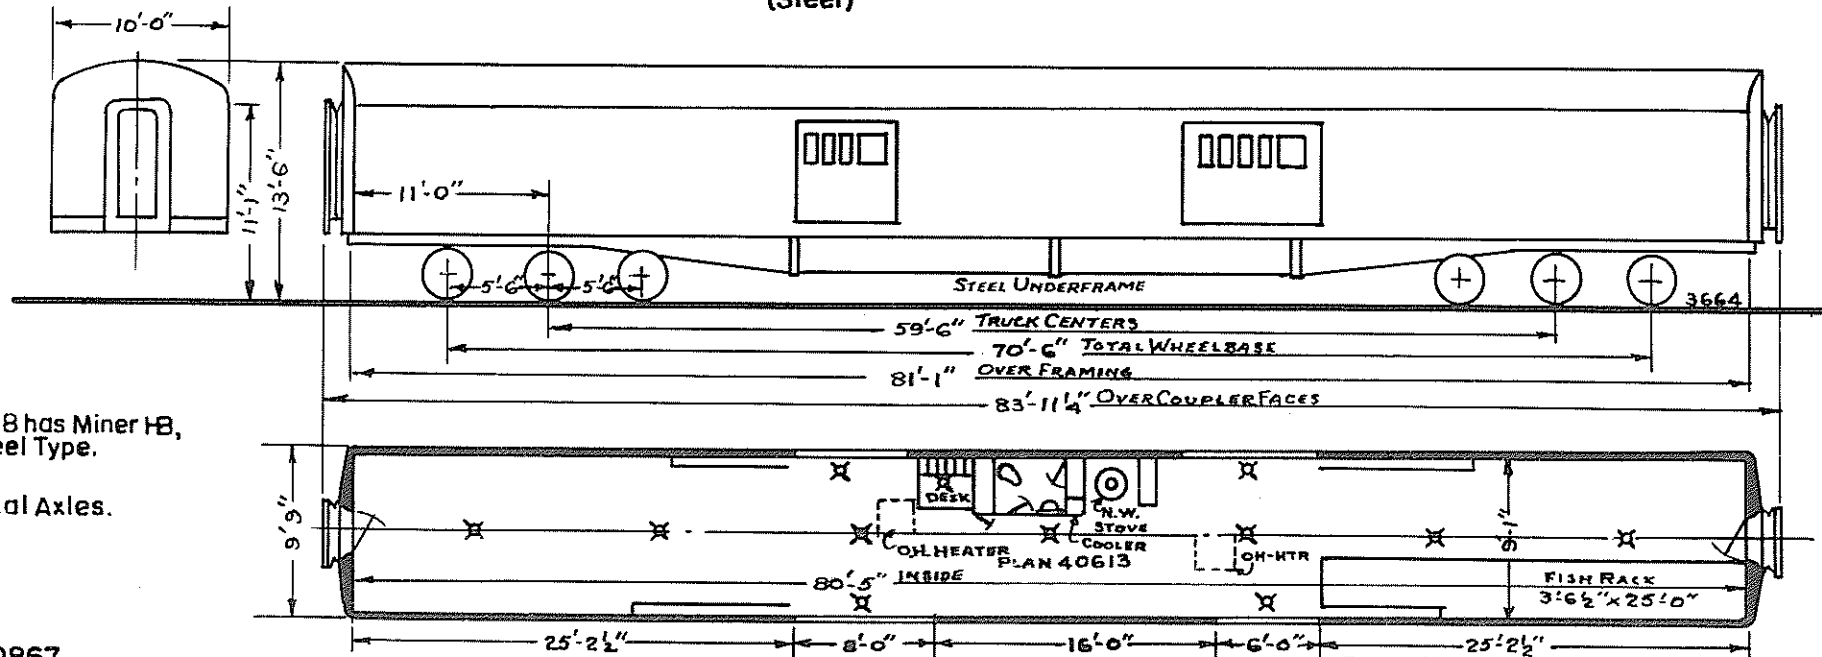 (Steel)
10'-0"
11'-1"
13'-6"
11'-0"
5'-6" 5'-6"
STEEL UNDERFRAME
3664
59'-6" TRUCK CENTERS
70'-6" TOTAL WHEELBASE
81'-1" OVER FRAMING
83'-11¼" OVER COUPLER FACES
8 has Miner HB,
eel Type.
al Axles.
9'9"
DESK
N.W.
STOVE
COOLER
O.H. HEATER
PLAN 40613
OH-HTR
9'-1"
80'-5" INSIDE
FISH RACK
3'-6½" x 25'-0"
25'-2½" 8'-0" 16'-0" 6'-0" 25'-2½"
0867